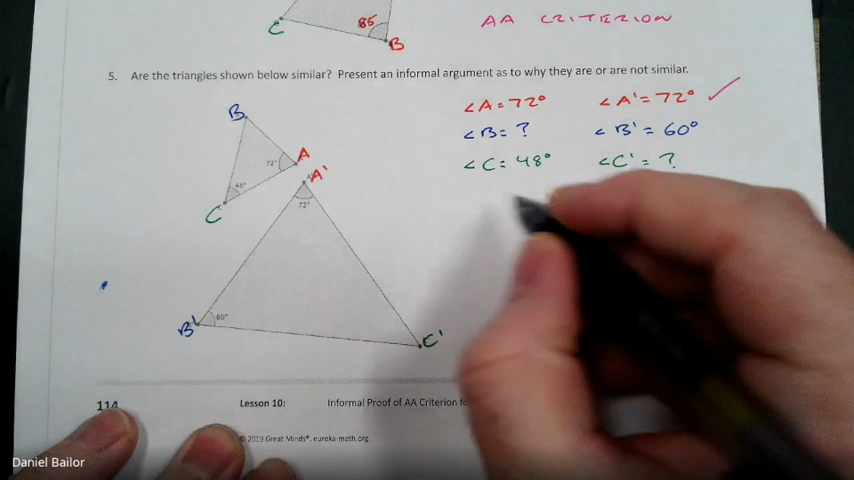 C
85
B
AA CRITERION
5. Are the triangles shown below similar? Present an informal argument as to why they are or are not similar.
∠A = 72° ∠A' = 72° ✓
∠B = ? ∠B' = 60°
∠C = 48° ∠C' = ?
B
72°
A
48°
C
A'
72°
B'
60°
C'
114
Lesson 10: Informal Proof of AA Criterion
© 2019 Great Minds®. eureka-math.org
Daniel Bailor